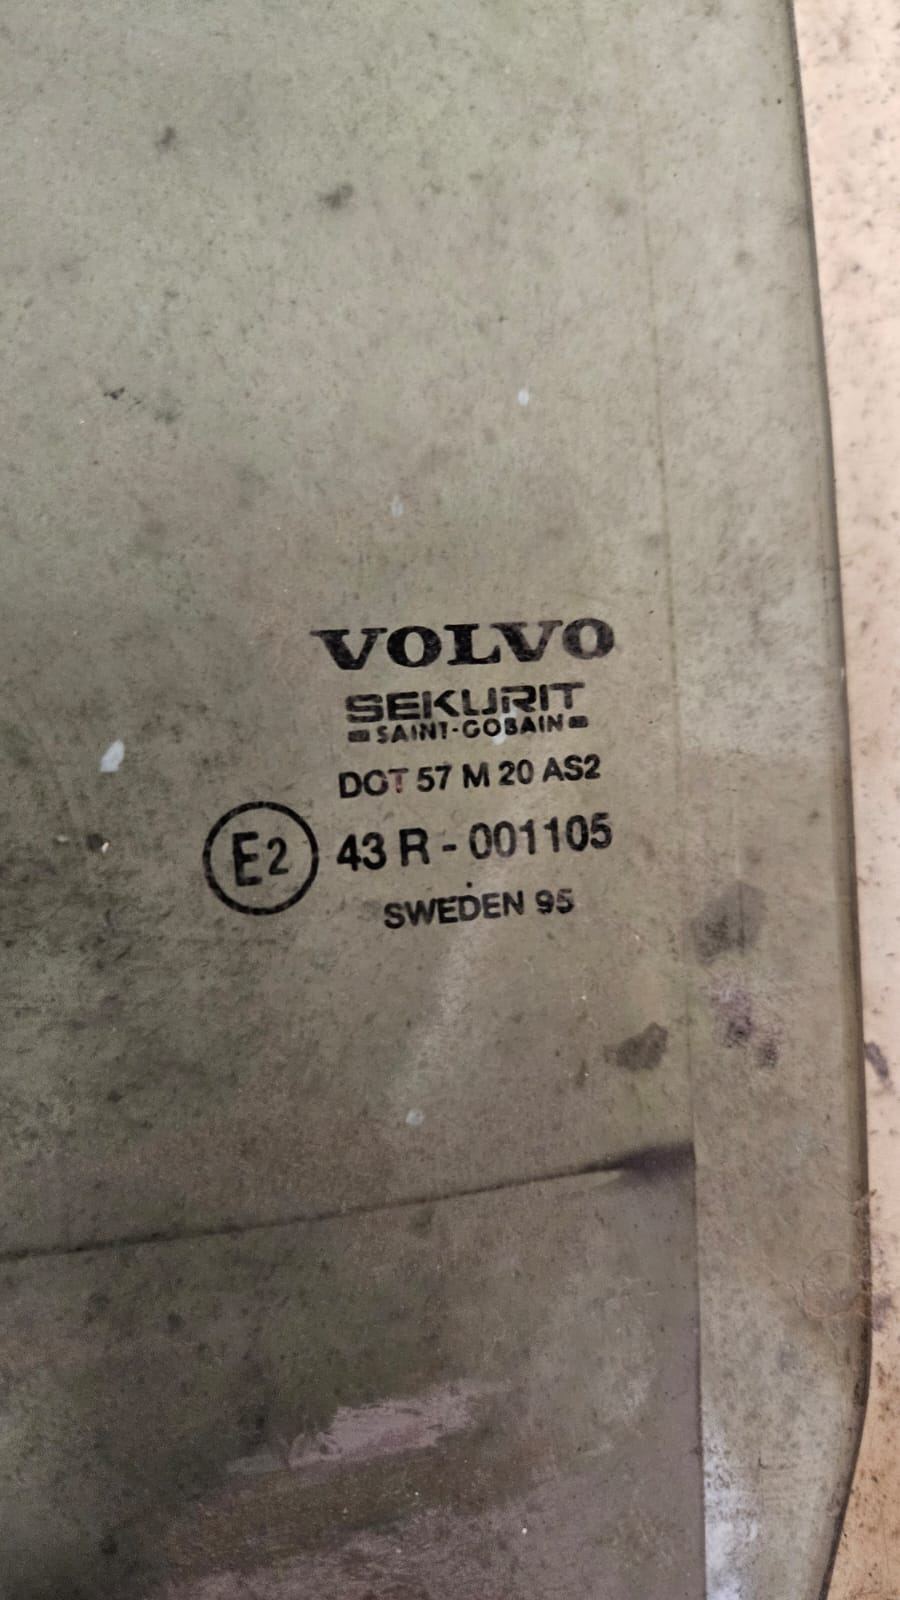 VOLVO
SEKURIT
SAINT-GOBAIN
DOT 57 M 20 AS2
E2 43 R - 001105
SWEDEN 95